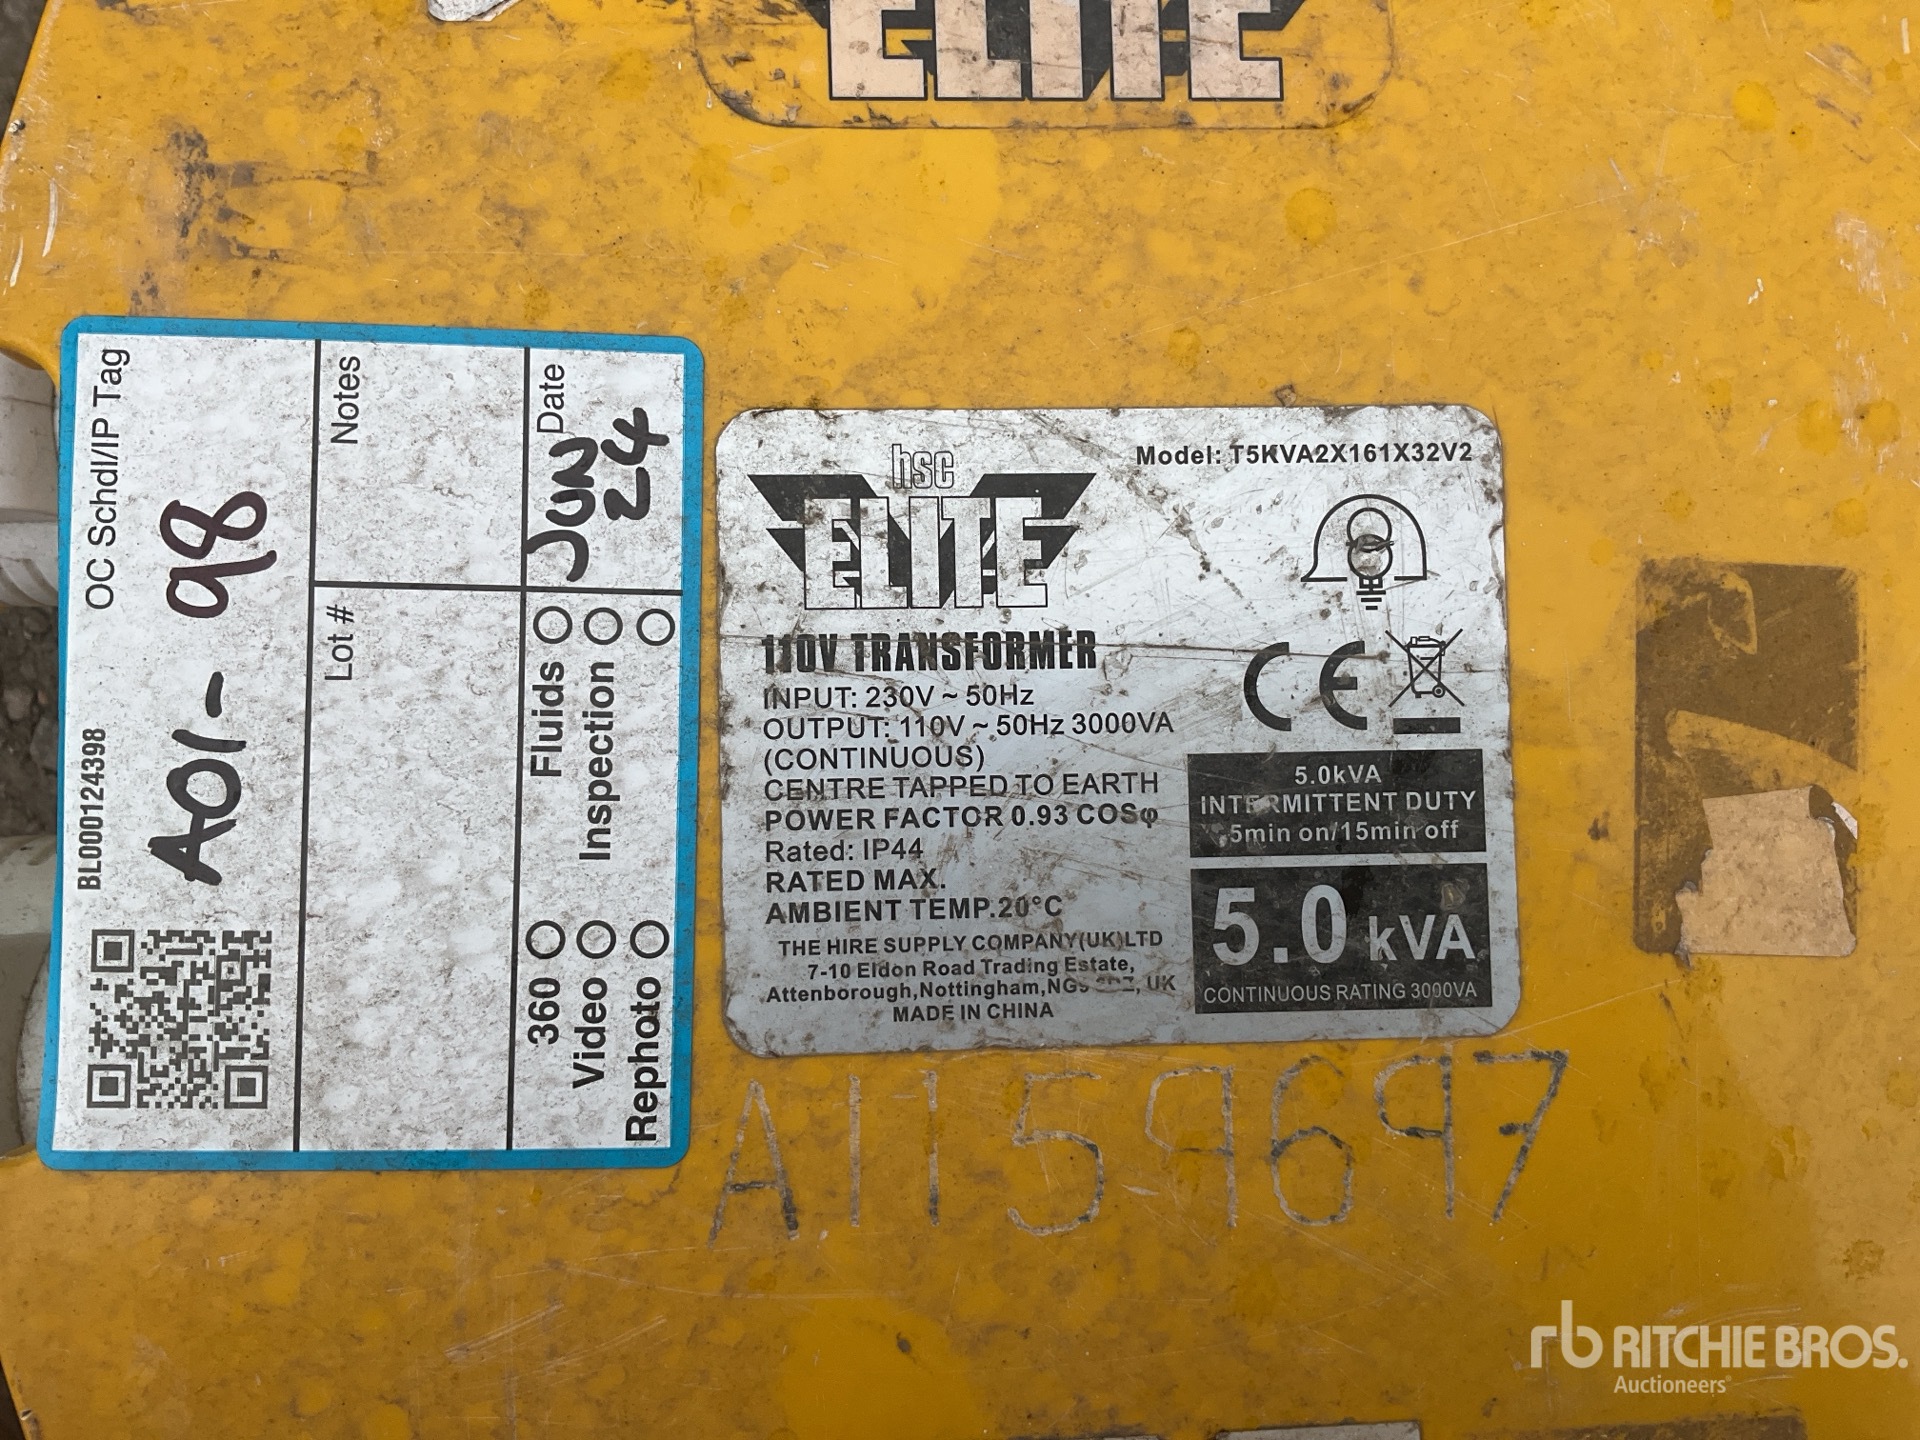 ELITE
OC Schdl/IP Tag
BL0001124398
A01-98
Notes
Lot #
Date
JUN
24
360
Fluids
Video
Inspection
Rephoto
hsc
ELITE
Model: T5KVA2X161X32V2
110V TRANSFORMER
INPUT: 230V ~ 50Hz
OUTPUT: 110V ~ 50Hz 3000VA
(CONTINUOUS)
CENTRE TAPPED TO EARTH
POWER FACTOR 0.93 COSφ
Rated: IP44
RATED MAX.
AMBIENT TEMP.20°C
THE HIRE SUPPLY COMPANY(UK)LTD
7-10 Eldon Road Trading Estate,
Attenborough,Nottingham, UK
MADE IN CHINA
CE
5.0kVA
INTERMITTENT DUTY
5min on/15min off
5.0 kVA
CONTINUOUS RATING 3000VA
A1159697
rb RITCHIE BROS.
Auctioneers